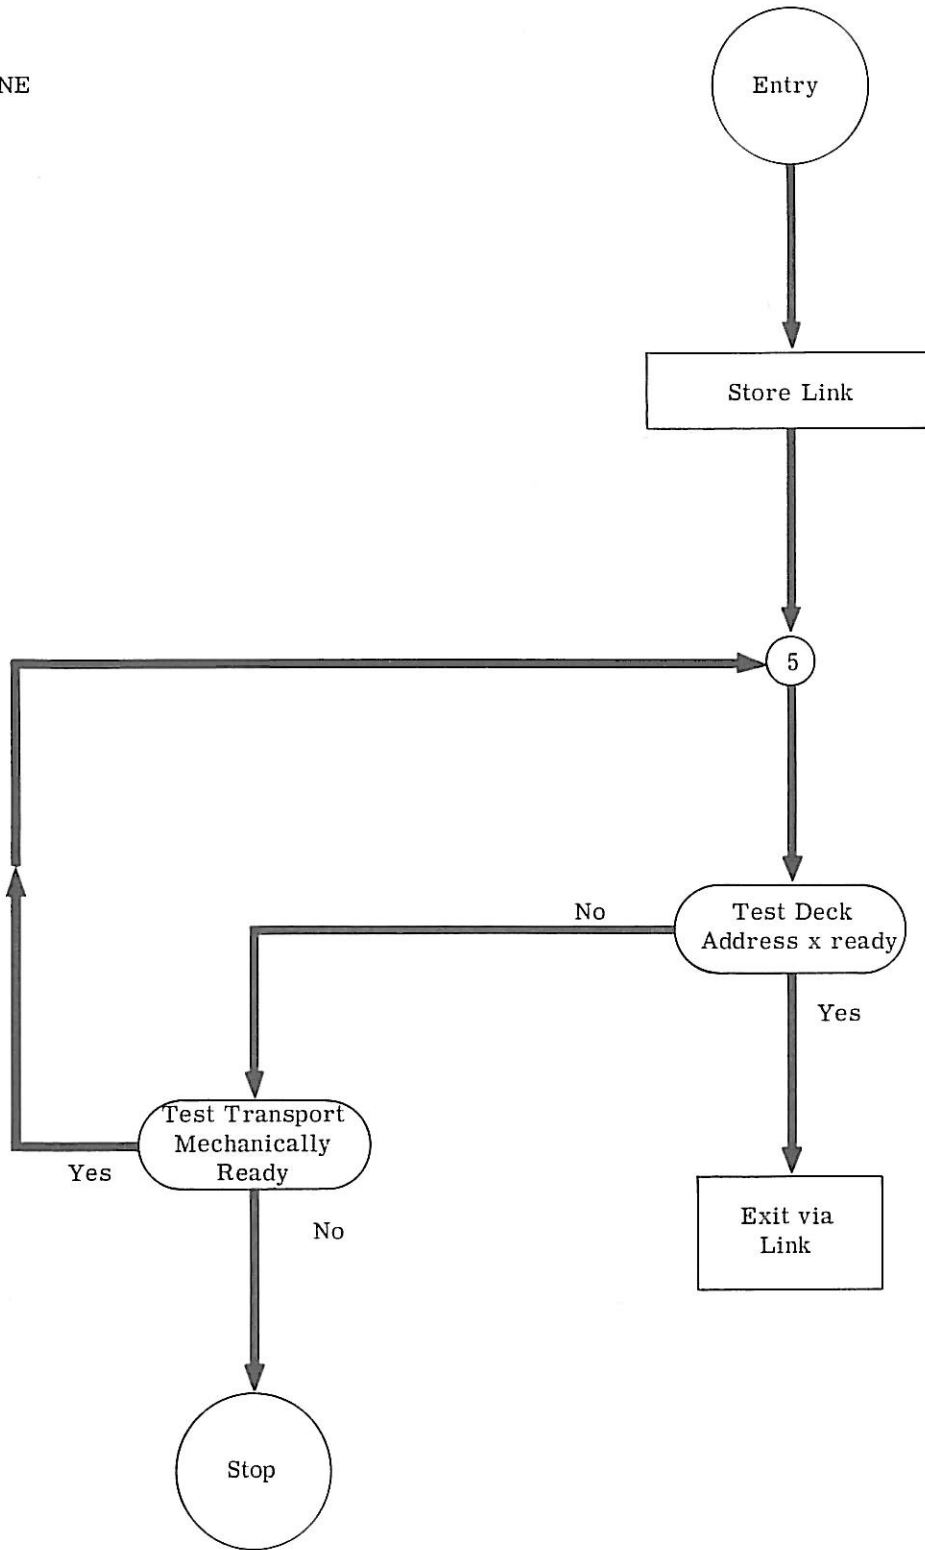 NE
Entry
Store Link
5
Test Deck
Address x ready
No
Yes
Test Transport
Mechanically
Ready
Yes
No
Exit via
Link
Stop